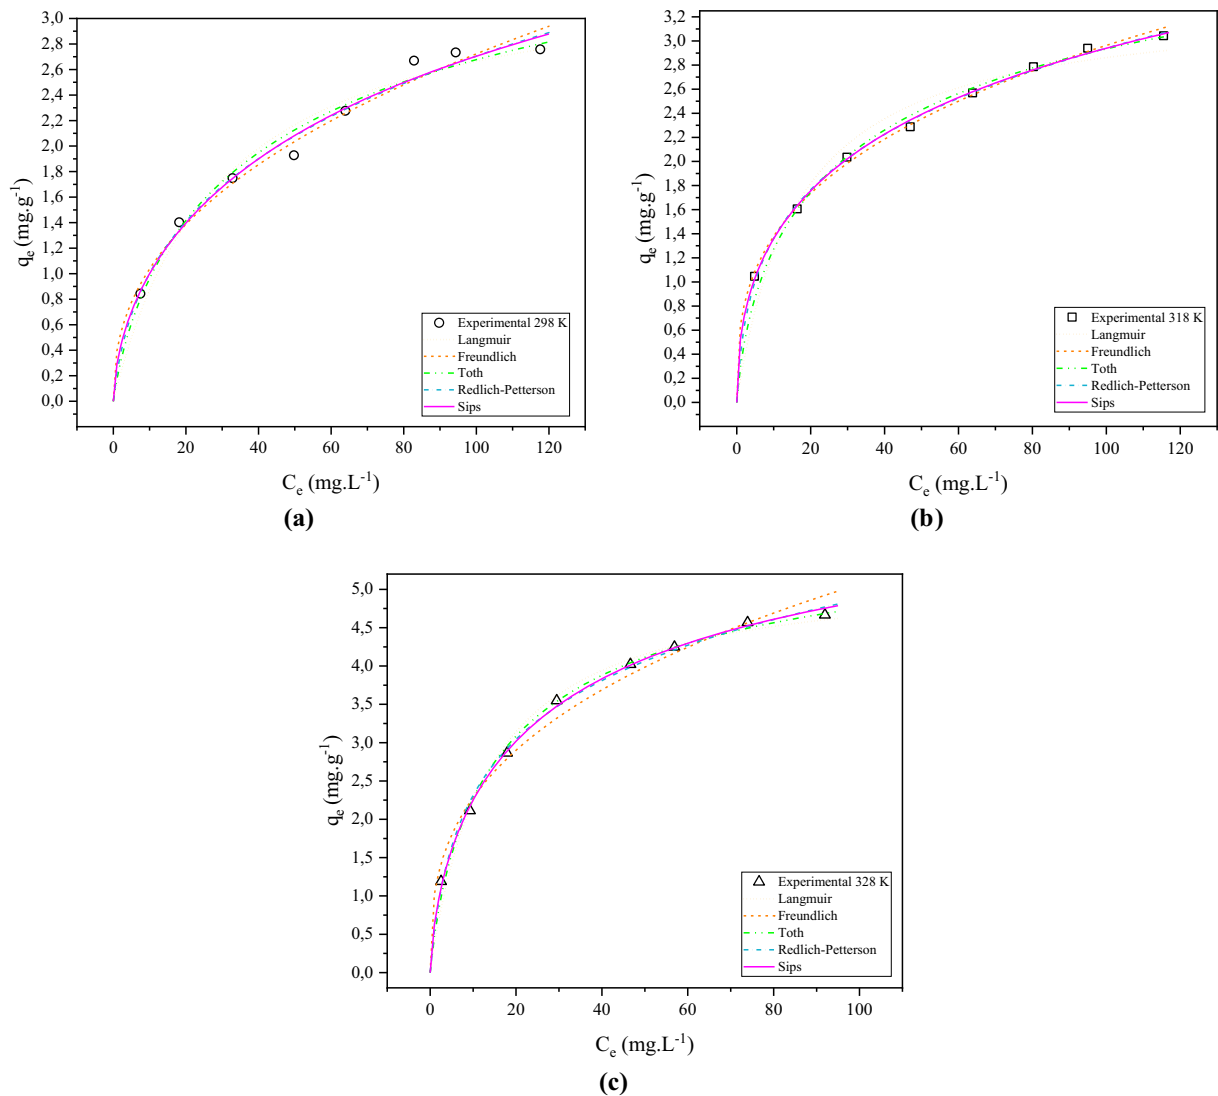 3,0
2,8
2,6
2,4
2,2
2,0
1,8
1,6
1,4
1,2
1,0
0,8
0,6
0,4
0,2
0,0
qe (mg.g-1)
Experimental 298 K
Langmuir
Freundlich
Toth
Redlich-Petterson
Sips
0 20 40 60 80 100 120
Ce (mg.L-1)
(a)
3,2
3,0
2,8
2,6
2,4
2,2
2,0
1,8
1,6
1,4
1,2
1,0
0,8
0,6
0,4
0,2
0,0
qe (mg.g-1)
Experimental 318 K
Langmuir
Freundlich
Toth
Redlich-Petterson
Sips
0 20 40 60 80 100 120
Ce (mg.L-1)
(b)
5,0
4,5
4,0
3,5
3,0
2,5
2,0
1,5
1,0
0,5
0,0
qe (mg.g-1)
Experimental 328 K
Langmuir
Freundlich
Toth
Redlich-Petterson
Sips
0 20 40 60 80 100
Ce (mg.L-1)
(c)